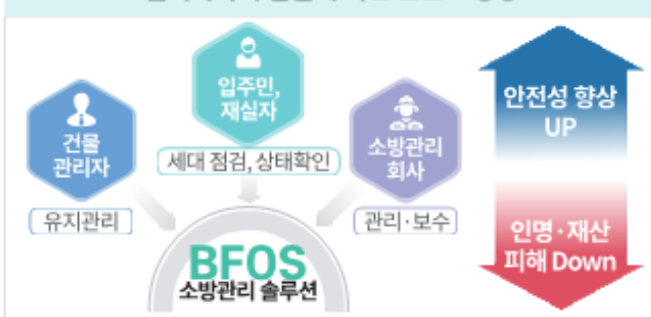 입주민,
재실자
건물
관리자
세대 점검, 상태확인
소방관리
회사
유지관리
관리·보수
BFOS
소방관리 솔루션
안전성 향상
UP
인명·재산
피해 Down